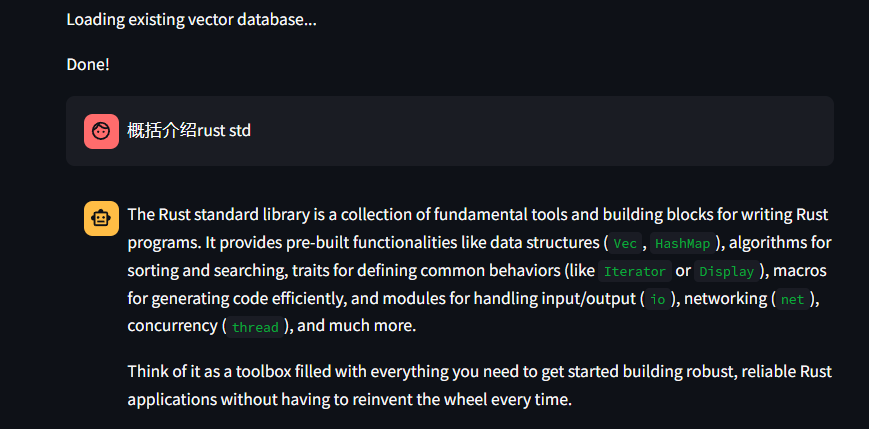 Loading existing vector database...
Done!
概括介绍rust std
The Rust standard library is a collection of fundamental tools and building blocks for writing Rust
programs. It provides pre-built functionalities like data structures ( Vec , HashMap ), algorithms for
sorting and searching, traits for defining common behaviors (like Iterator or Display ), macros
for generating code efficiently, and modules for handling input/output ( io ), networking ( net ),
concurrency ( thread ), and much more.
Think of it as a toolbox filled with everything you need to get started building robust, reliable Rust
applications without having to reinvent the wheel every time.